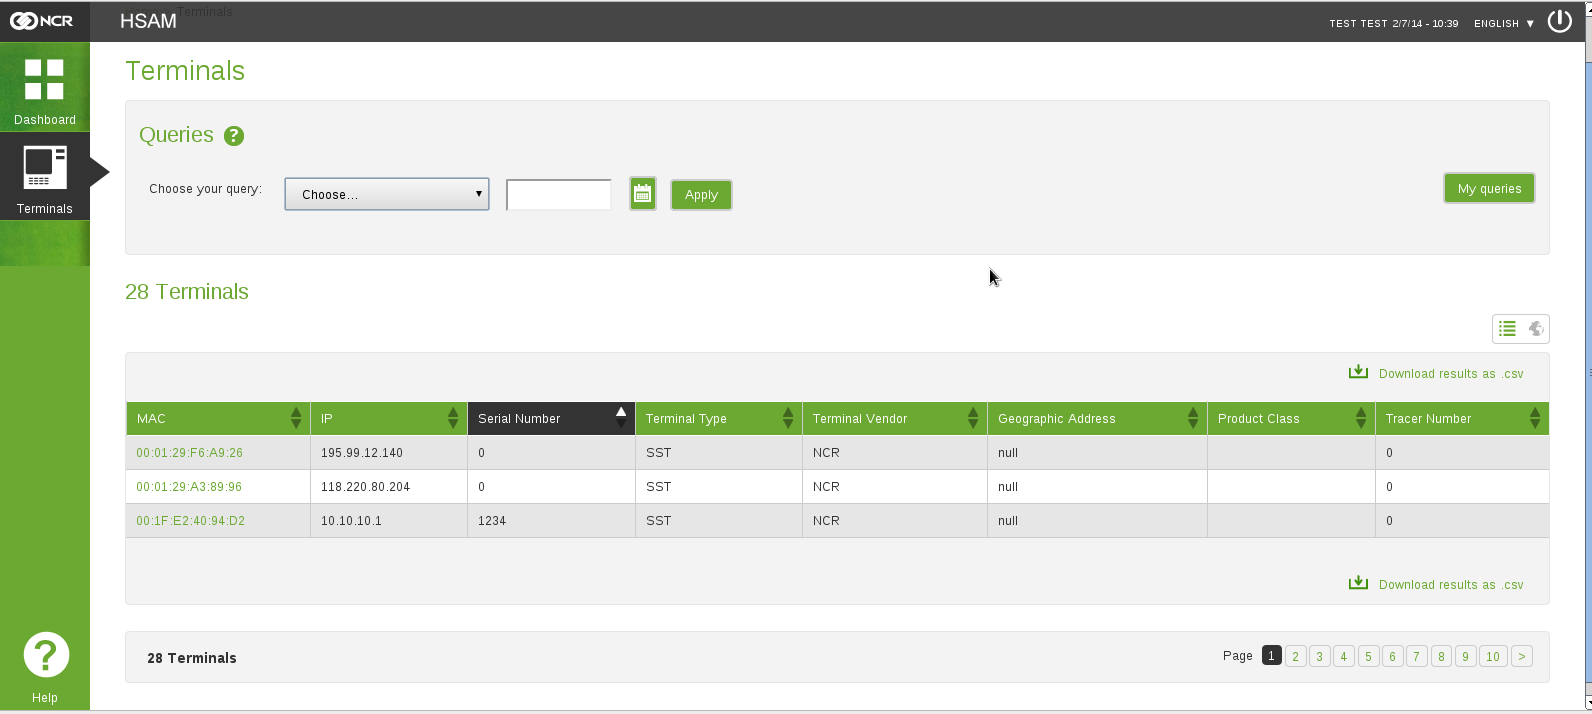 NCR
HSAM
Terminals
TEST TEST 2/7/14 - 10:39 ENGLISH ▼
Dashboard
Terminals
Help
Terminals
Queries ?
Choose your query: Choose... Apply My queries
28 Terminals
Download results as .csv
MAC IP Serial Number Terminal Type Terminal Vendor Geographic Address Product Class Tracer Number
00:01:29:F6:A9:26 195.99.12.140 0 SST NCR null 0
00:01:29:A3:89:96 118.220.80.204 0 SST NCR null 0
00:1F:E2:40:94:D2 10.10.10.1 1234 SST NCR null 0
Download results as .csv
28 Terminals Page 1 2 3 4 5 6 7 8 9 10 >